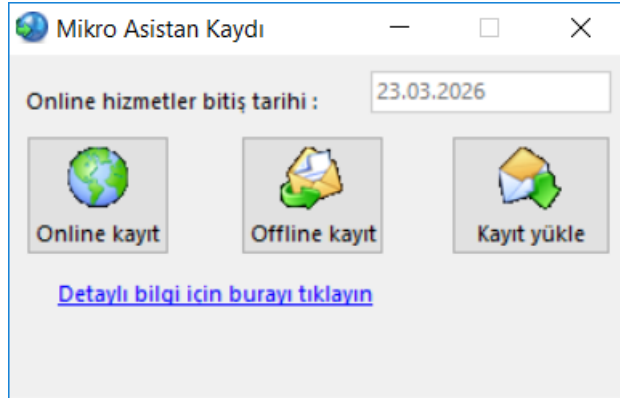 Mikro Asistan Kaydı
Online hizmetler bitiş tarihi : 23.03.2026
Online kayıt Offline kayıt Kayıt yükle
Detaylı bilgi için burayı tıklayın